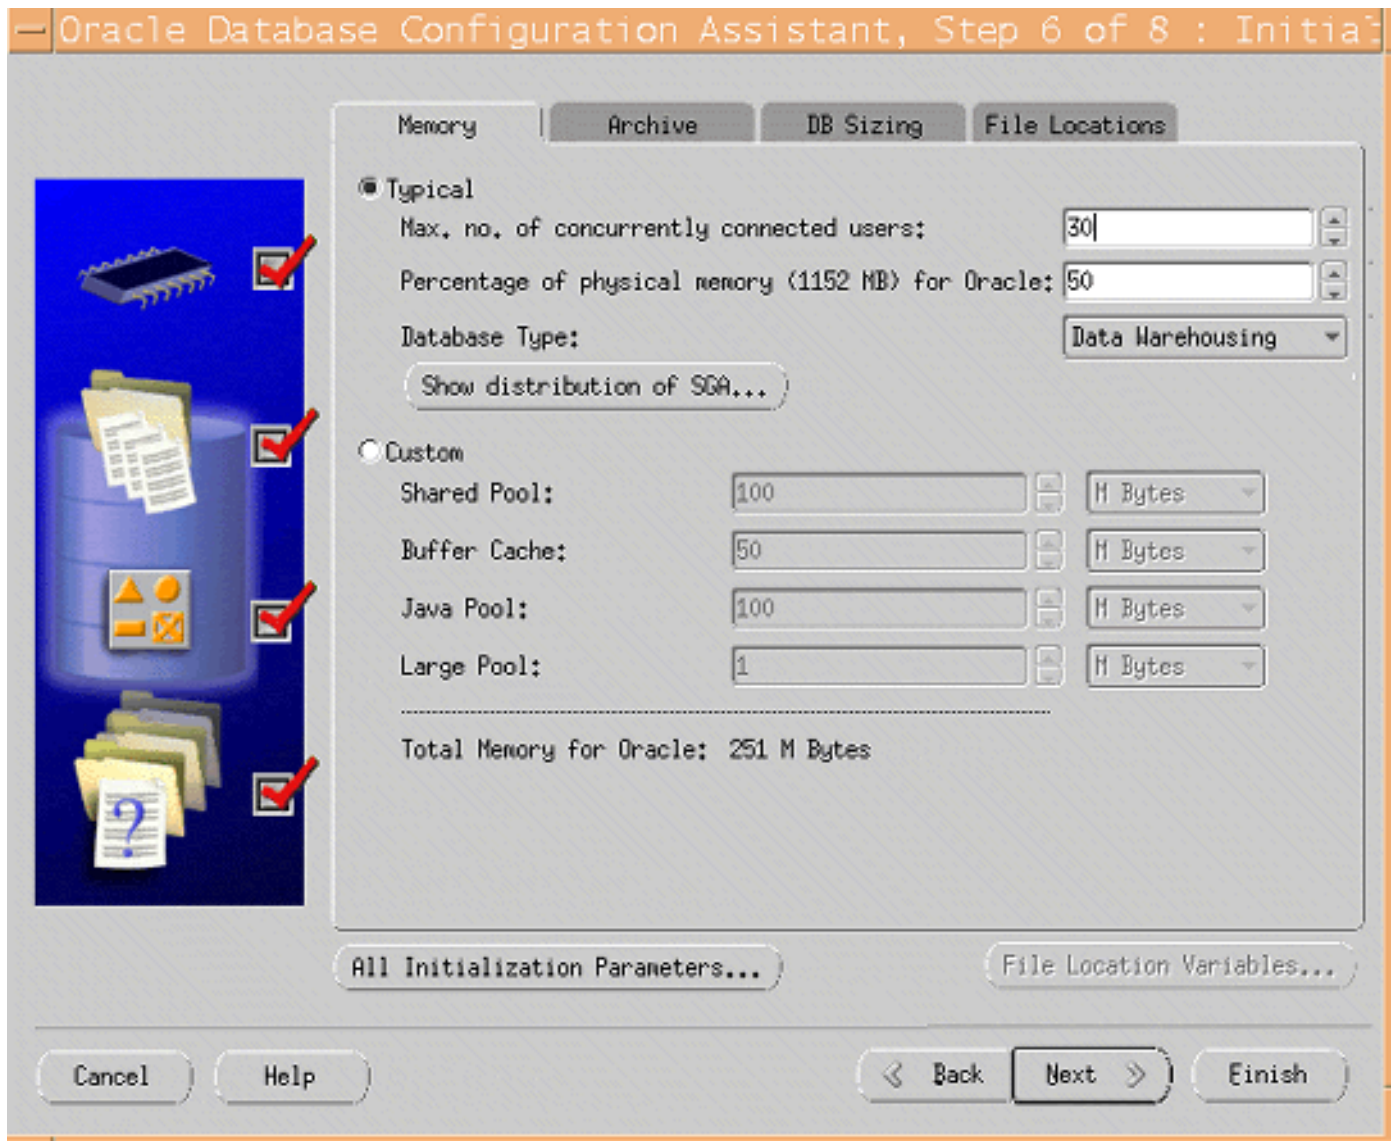 Oracle Database Configuration Assistant, Step 6 of 8 : Initial
Memory Archive DB Sizing File Locations
Typical
Max. no. of concurrently connected users: 30
Percentage of physical memory (1152 MB) for Oracle: 50
Database Type: Data Warehousing
Show distribution of SGA...
Custom
Shared Pool: 100 M Bytes
Buffer Cache: 50 M Bytes
Java Pool: 100 M Bytes
Large Pool: 1 M Bytes
Total Memory for Oracle: 251 M Bytes
?
All Initialization Parameters... File Location Variables...
Cancel Help Back Next Finish